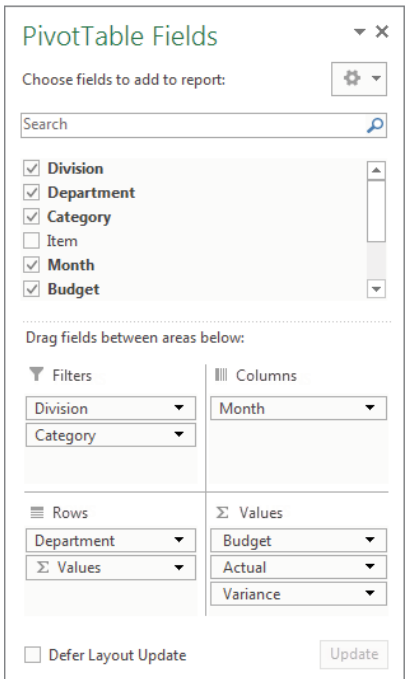 PivotTable Fields
Choose fields to add to report:
Search
Division
Department
Category
Item
Month
Budget
Drag fields between areas below:
Filters
Columns
Division
Month
Category
Rows
Σ Values
Department
Budget
Σ Values
Actual
Variance
Defer Layout Update
Update